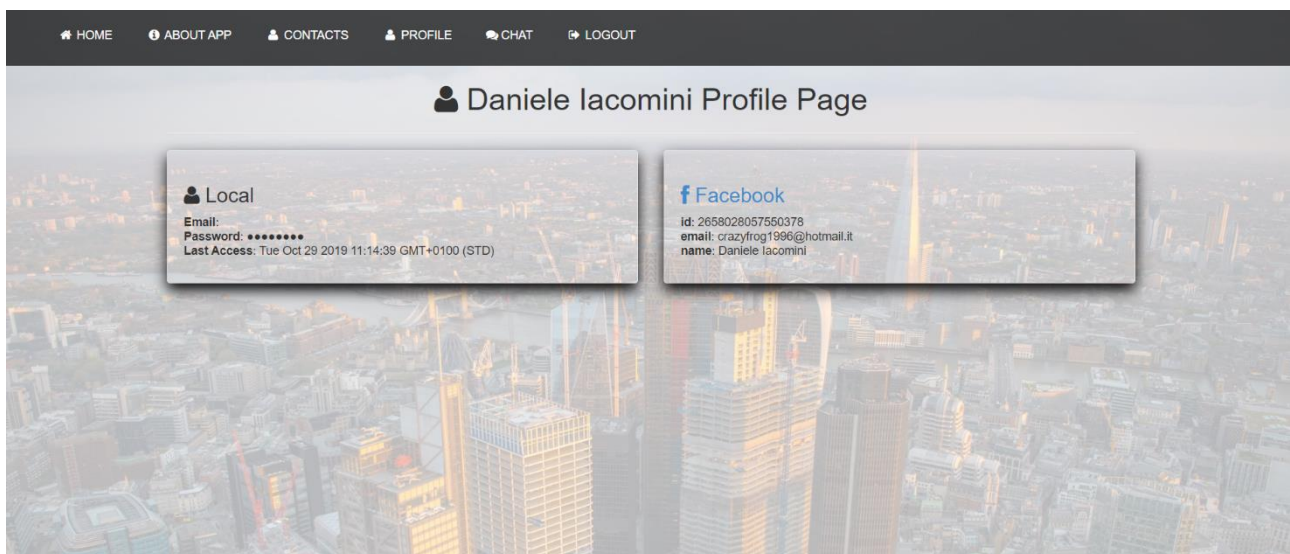 HOME ABOUT APP CONTACTS PROFILE CHAT LOGOUT
Daniele Iacomini Profile Page
Local
Email:
Password: ●●●●●●●●
Last Access: Tue Oct 29 2019 11:14:39 GMT+0100 (STD)
Facebook
id: 2658028057550378
email: crazyfrog1996@hotmail.it
name: Daniele Iacomini